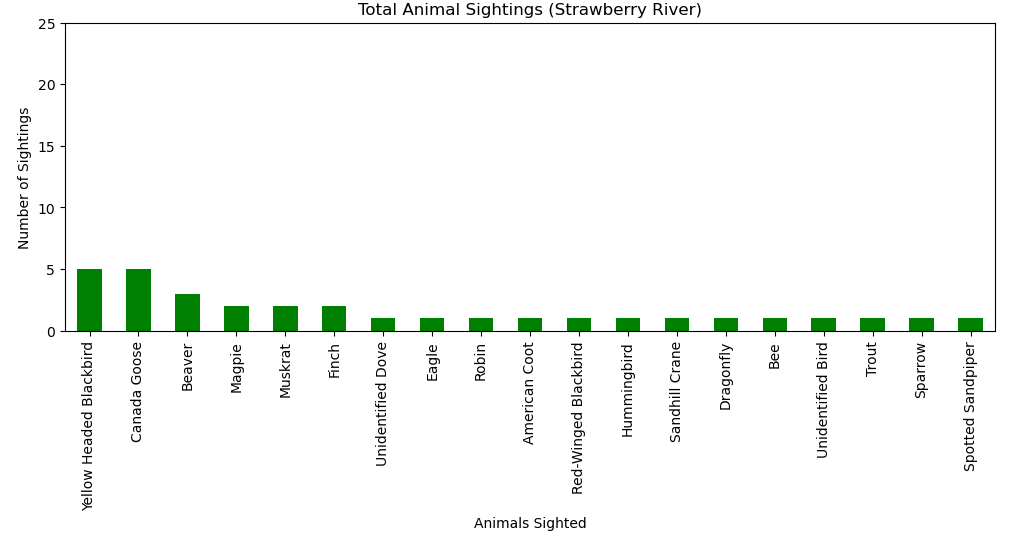 Total Animal Sightings (Strawberry River)
25
20
15
10
5
0
Number of Sightings
Yellow Headed Blackbird
Canada Goose
Beaver
Magpie
Muskrat
Finch
Unidentified Dove
Eagle
Robin
American Coot
Red-Winged Blackbird
Hummingbird
Sandhill Crane
Dragonfly
Bee
Unidentified Bird
Trout
Sparrow
Spotted Sandpiper
Animals Sighted